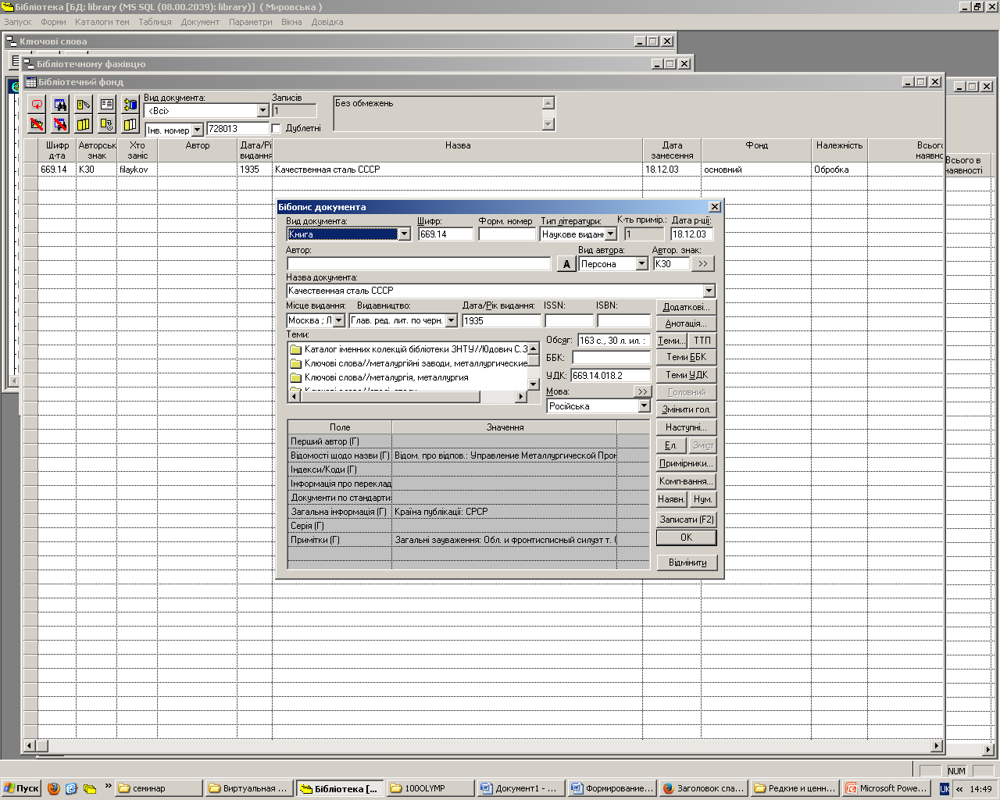 Бібліотека [БД: library (MS SQL (08.00.2039): library)] ( Мировська )
Запуск Форми Каталоги тем Таблиця Документ Параметри Вікна Довідка
Ключові слова
Бібліотечному фахівцю
Бібліотечний фонд
Вид документа: Записів
<Всі> 1 Без обмежень
Інв. номер 728013 Дублетні
Шифр д-та Авторськ знак Хто заніс Автор Дата/Рі видання Назва Дата занесення Фонд Належність Всього наявно
Всього в наявності
669.14 К30 filaykov 1935 Качественная сталь СССР 18.12.03 основний Обробка
Бібопис документа
Вид документа: Шифр: Форм. номер Тип літератури: К-ть примір.: Дата р-ції:
Книга 669.14 Наукове видан 1 18.12.03
Автор: Вид автора: Автор. знак:
А Персона К30 >>
Назва документа:
Качественная сталь СССР
Місце видання: Видавництво: Дата/Рік видання: ISSN: ISBN: Додаткові...
Москва ; Л Глав. ред. лит. по черн. 1935 Анотація...
Теми: Обсяг: 163 с., 30 л. ил. : Теми... ТТП
Каталог іменних колекцій бібліотеки ЗНТУ//Юдович С.З
ББК: Теми ББК
Ключові слова//металургійні заводи, металлургические
Ключові слова//металургія, металлургия
УДК: 669.14.018.2 Теми УДК
Ключові слова//сталі, стали
Мова: >> Головний
Російська Змінити гол.
Поле Значення Наступні...
Перший автор (Г) Ел. Зміст
Відомості щодо назви (Г) Відом. про відпов.: Управление Металлургической Про
Індекси/Коди (Г) Примірники...
Інформація про переклад Комп-вання...
Документи по стандарти Наявн. Нум.
Загальна інформація (Г) Країна публікації: СРСР Записати (F2)
Серія (Г)
Примітки (Г) Загальні зауваження: Обл. и фронтисписный силуэт т. ОК
Відмінити
NUM
Пуск » семинар Виртуальная ... Бібліотека [... 100OLYMP Документ1 - ... Формирование... Заголовок сла... Редкие и ценн... Microsoft Powe... UK « 14:49